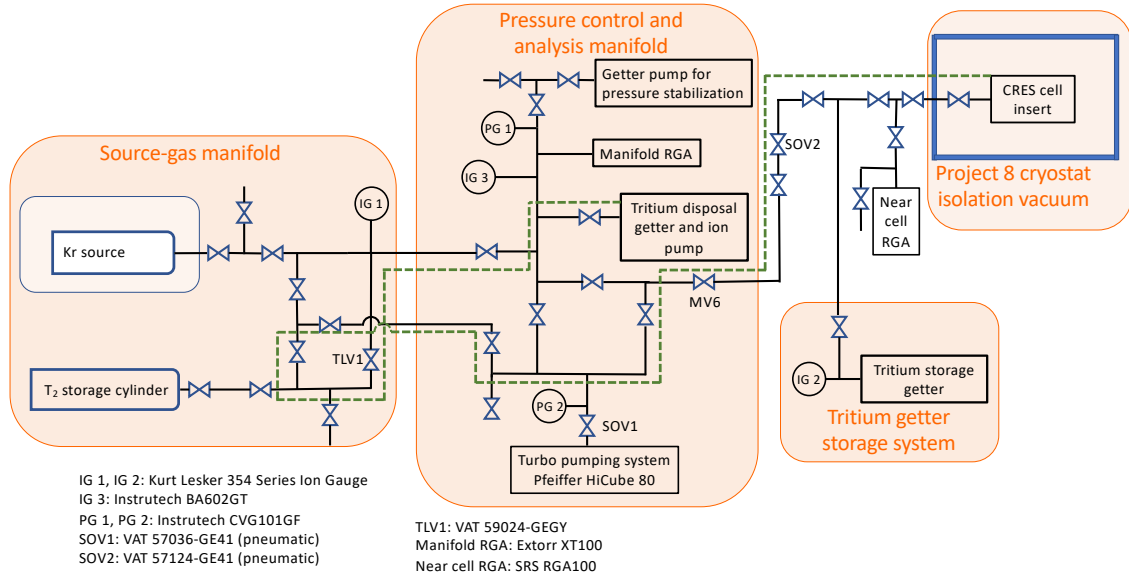 Pressure control
and analysis manifold
Getter pump for
pressure stabilization
PG 1
Manifold RGA
IG 3
Tritium disposal
getter and ion
pump
Source-gas manifold
IG 1
Kr source
TLV1
T₂ storage cylinder
PG 2
SOV1
Turbo pumping system
Pfeiffer HiCube 80
MV6
SOV2
CRES cell
insert
Project 8 cryostat
isolation vacuum
Near
cell
RGA
IG 2
Tritium storage
getter
Tritium getter
storage system
IG 1, IG 2: Kurt Lesker 354 Series Ion Gauge
IG 3: Instrutech BA602GT
PG 1, PG 2: Instrutech CVG101GF
SOV1: VAT 57036-GE41 (pneumatic)
SOV2: VAT 57124-GE41 (pneumatic)
TLV1: VAT 59024-GEGY
Manifold RGA: Extorr XT100
Near cell RGA: SRS RGA100